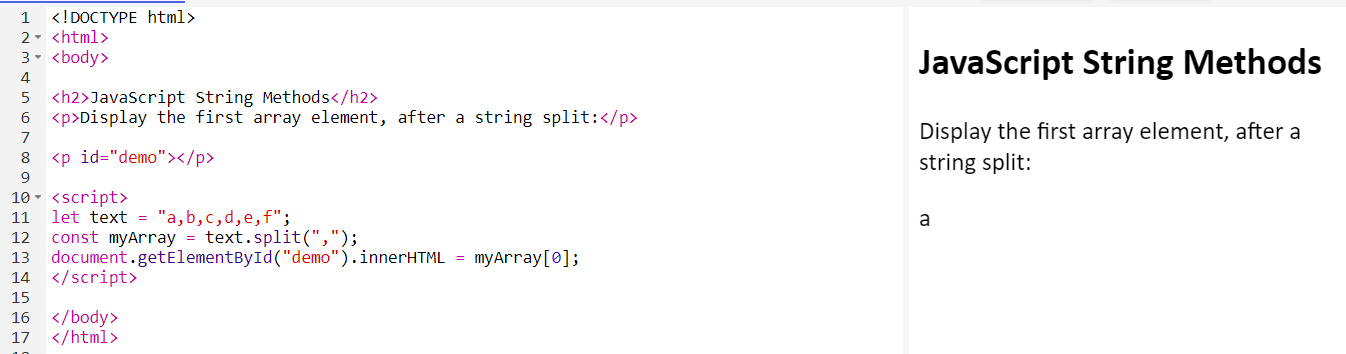 1 <!DOCTYPE html>
2 <html>
3 <body>
4
5 <h2>JavaScript String Methods</h2>
6 <p>Display the first array element, after a string split:</p>
7
8 <p id="demo"></p>
9
10 <script>
11 let text = "a,b,c,d,e,f";
12 const myArray = text.split(",");
13 document.getElementById("demo").innerHTML = myArray[0];
14 </script>
15
16 </body>
17 </html>
JavaScript String Methods
Display the first array element, after a
string split:
a